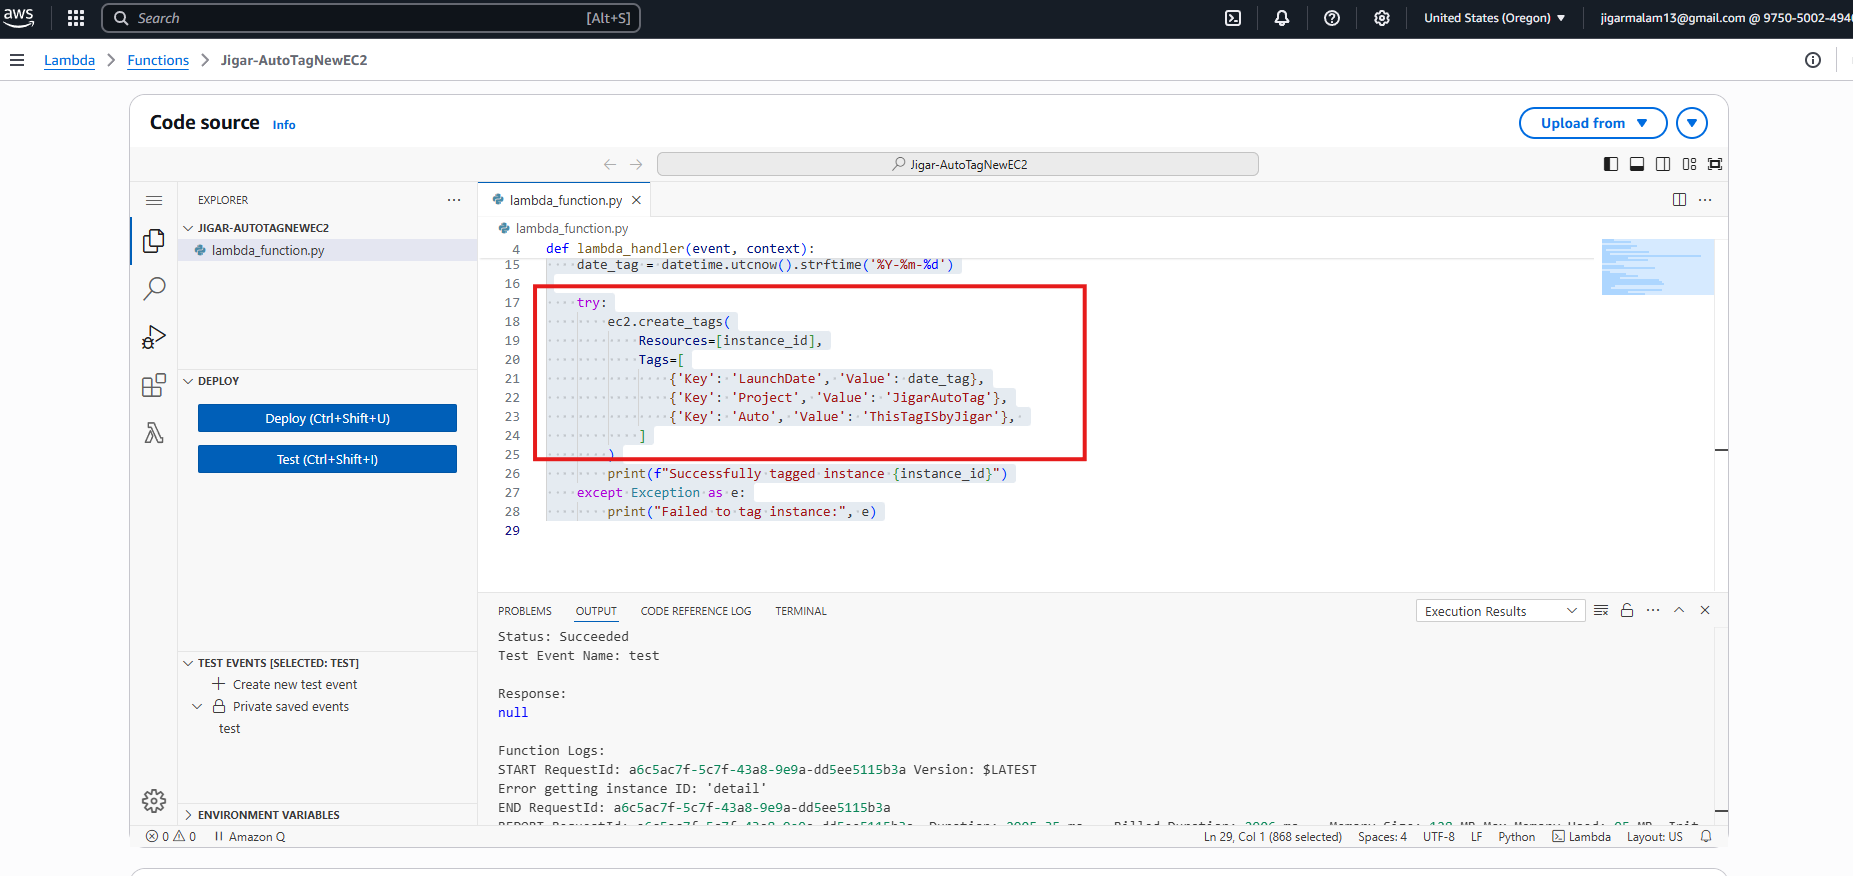 aws
Search
[Alt+S]
United States (Oregon)
jigarmalam13@gmail.com @ 9750-5002-494
Lambda
Functions
Jigar-AutoTagNewEC2
Code source
Info
Upload from
Jigar-AutoTagNewEC2
EXPLORER
JIGAR-AUTOTAGNEWEC2
lambda_function.py
DEPLOY
Deploy (Ctrl+Shift+U)
Test (Ctrl+Shift+I)
TEST EVENTS [SELECTED: TEST]
Create new test event
Private saved events
test
ENVIRONMENT VARIABLES
lambda_function.py
lambda_function.py
4 def lambda_handler(event, context):
15 date_tag = datetime.utcnow().strftime('%Y-%m-%d')
16
17 try:
18 ec2.create_tags(
19 Resources=[instance_id],
20 Tags=[
21 {'Key': 'LaunchDate', 'Value': date_tag},
22 {'Key': 'Project', 'Value': 'JigarAutoTag'},
23 {'Key': 'Auto', 'Value': 'ThisTagISbyJigar'},
24 ]
25 )
26 print(f"Successfully tagged instance {instance_id}")
27 except Exception as e:
28 print("Failed to tag instance:", e)
29
PROBLEMS OUTPUT CODE REFERENCE LOG TERMINAL
Execution Results
Status: Succeeded
Test Event Name: test
Response:
null
Function Logs:
START RequestId: a6c5ac7f-5c7f-43a8-9e9a-dd5ee5115b3a Version: $LATEST
Error getting instance ID: 'detail'
END RequestId: a6c5ac7f-5c7f-43a8-9e9a-dd5ee5115b3a
0 0 Amazon Q
Ln 29, Col 1 (868 selected) Spaces: 4 UTF-8 LF Python Lambda Layout: US